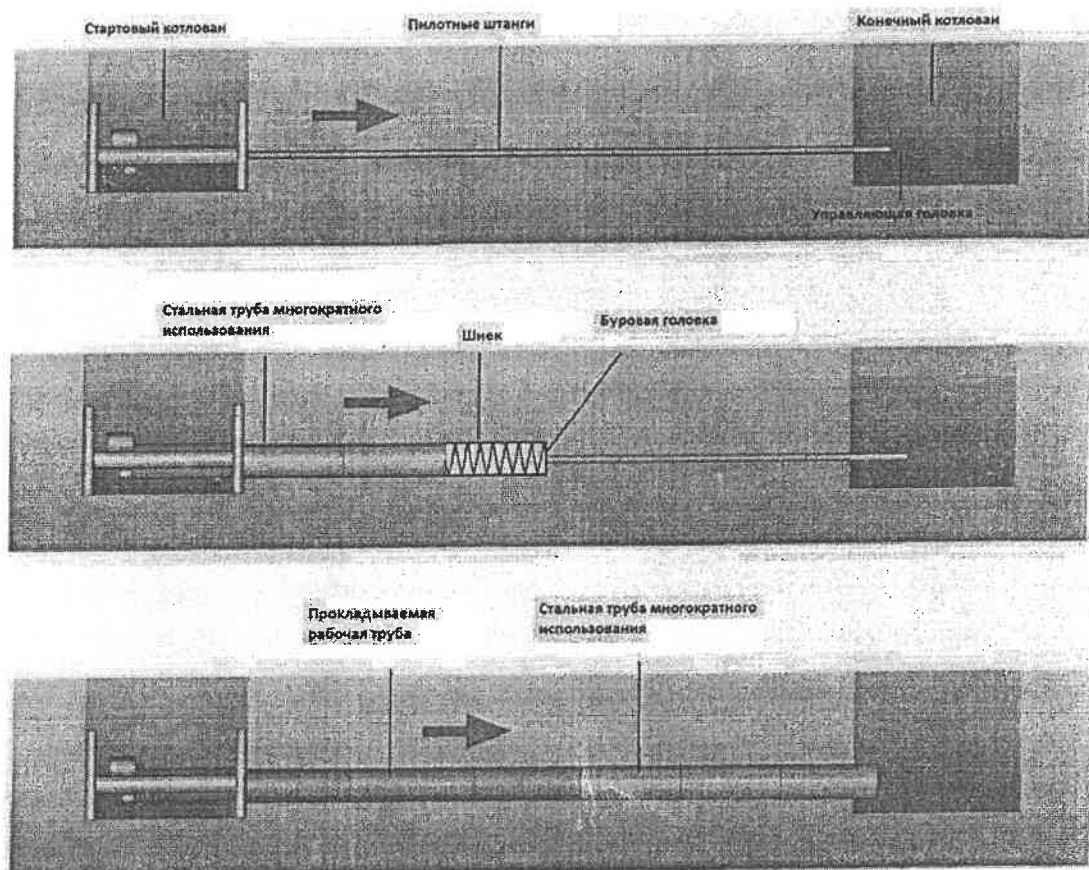 Стартовый котлован
Пилотные штанги
Конечный котлован
Управляющая головка
Стальная труба многократного
использования
Шнек
Буровая головка
Прокладываемая
рабочая труба
Стальная труба многократного
использования